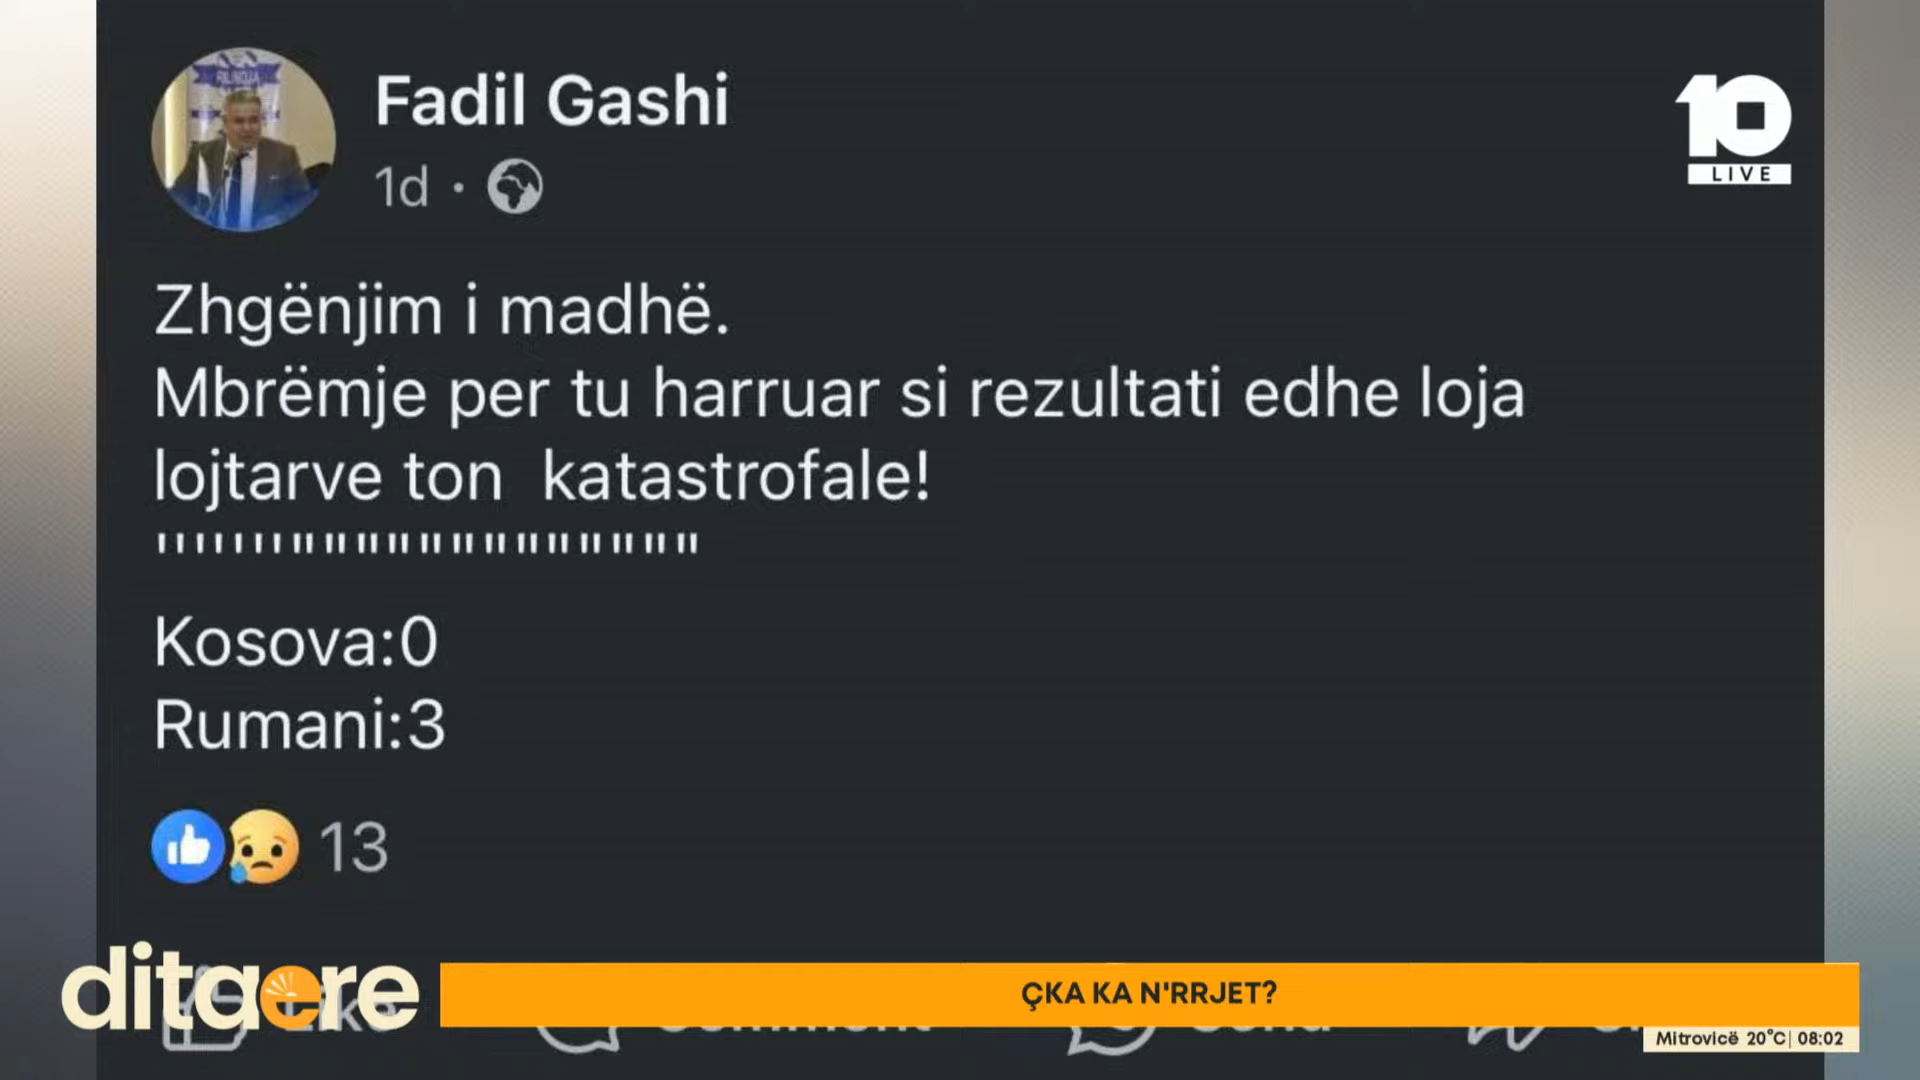 Fadil Gashi
1d ·
10
LIVE
Zhgënjim i madhë.
Mbrëmje per tu harruar si rezultati edhe loja
lojtarve ton  katastrofale!
''''''''"""""""""""""
Kosova:0
Rumani:3
13
ditaere
ÇKA KA N'RRJET?
Mitrovicë 20°C| 08:02